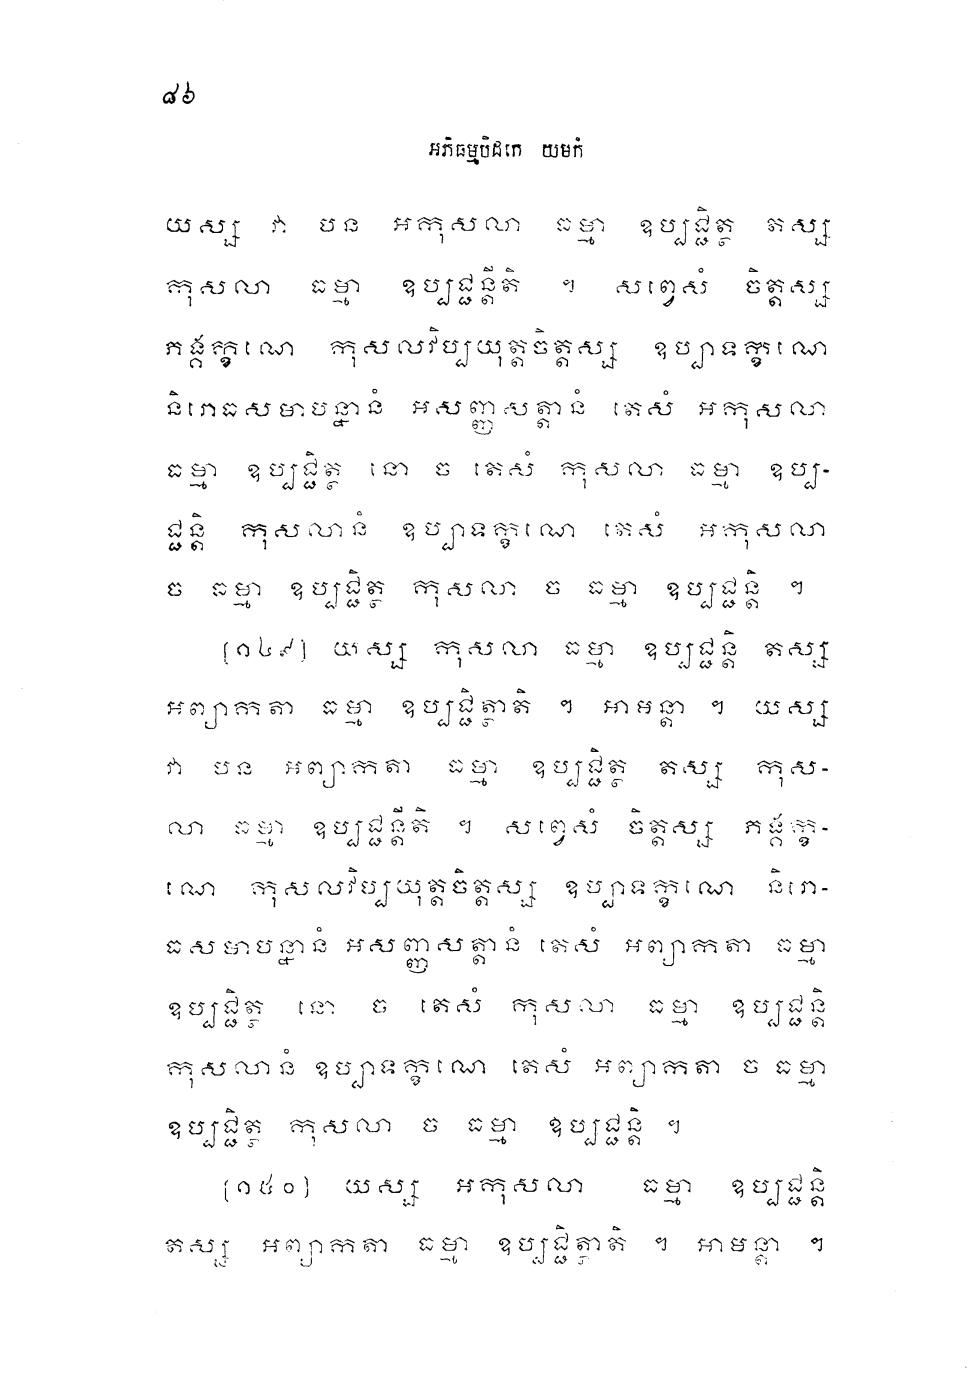 ៨៦
អភិធម្មបិដកេ យមកំ
យស្ស វា បន អកុសលា ធម្មា ឧប្បជ្ជិត្ថ តស្ស
កុសលា ធម្មា ឧប្បជ្ជន្តីតិ ។ សព្វេសំ ចិត្តស្ស
ភង្គក្ខណេ កុសលវិប្បយុត្តចិត្តស្ស ឧប្បាទក្ខណេ
និរោធសមាបន្នានំ អសញ្ញសត្តានំ តេសំ អកុសលា
ធម្មា ឧប្បជ្ជិត្ថ នោ ច តេសំ កុសលា ធម្មា ឧប្ប-
ជ្ជន្តិ កុសលានំ ឧប្បាទក្ខណេ តេសំ អកុសលា
ច ធម្មា ឧប្បជ្ជិត្ថ កុសលា ច ធម្មា ឧប្បជ្ជន្តិ ។
(១៤៩) យស្ស កុសលា ធម្មា ឧប្បជ្ជន្តិ តស្ស
អព្យាកតា ធម្មា ឧប្បជ្ជិត្ថាតិ ។ អាមន្តា ។ យស្ស
វា បន អព្យាកតា ធម្មា ឧប្បជ្ជិត្ថ តស្ស កុស-
លា ធម្មា ឧប្បជ្ជន្តីតិ ។ សព្វេសំ ចិត្តស្ស ភង្គក្ខ-
ណេ កុសលវិប្បយុត្តចិត្តស្ស ឧប្បាទក្ខណេ និរោ-
ធសមាបន្នានំ អសញ្ញសត្តានំ តេសំ អព្យាកតា ធម្មា
ឧប្បជ្ជិត្ថ នោ ច តេសំ កុសលា ធម្មា ឧប្បជ្ជន្តិ
កុសលានំ ឧប្បាទក្ខណេ តេសំ អព្យាកតា ច ធម្មា
ឧប្បជ្ជិត្ថ កុសលា ច ធម្មា ឧប្បជ្ជន្តិ ។
(១៥០) យស្ស អកុសលា ធម្មា ឧប្បជ្ជន្តិ
តស្ស អព្យាកតា ធម្មា ឧប្បជ្ជិត្ថាតិ ។ អាមន្តា ។